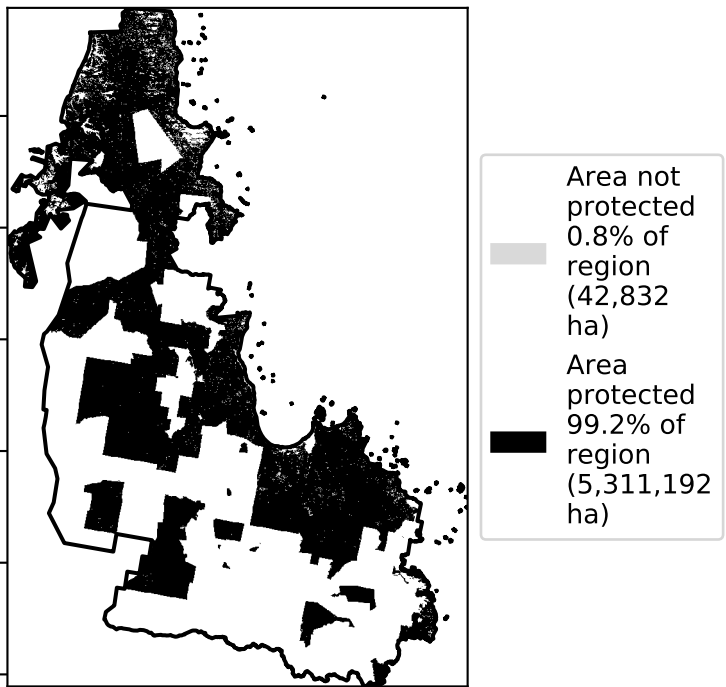 Area not
protected
0.8% of
region
(42,832
ha)
Area
protected
99.2% of
region
(5,311,192
ha)